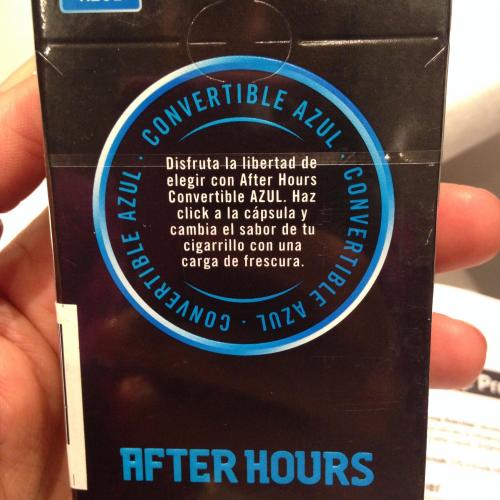 AZUL
CONVERTIBLE AZUL · CONVERTIBLE AZUL · CONVERTIBLE AZUL ·
Disfruta la libertad de
elegir con After Hours
Convertible AZUL. Haz
click a la cápsula y
cambia el sabor de tu
cigarrillo con una
carga de frescura.
AFTER HOURS